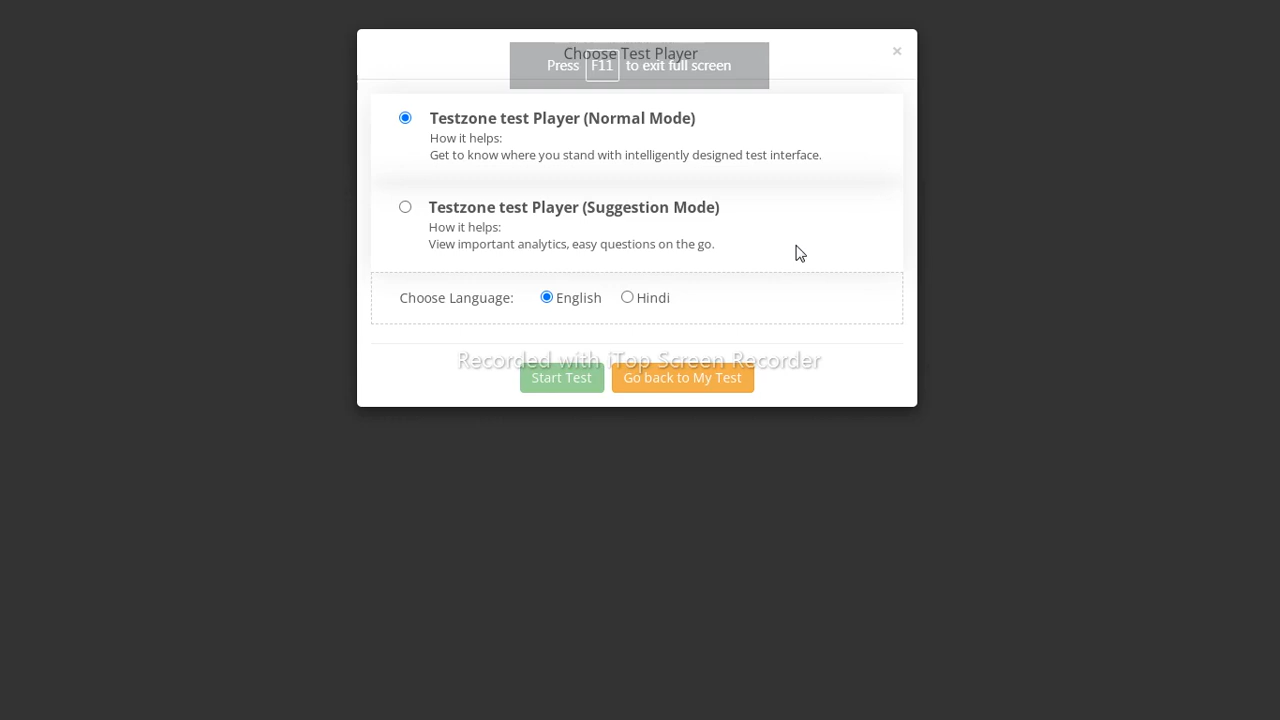 Choose Test Player
×
Press F11 to exit full screen
Testzone test Player (Normal Mode)
How it helps:
Get to know where you stand with intelligently designed test interface.
Testzone test Player (Suggestion Mode)
How it helps:
View important analytics, easy questions on the go.
Choose Language: English Hindi
Recorded with iTop Screen Recorder
Start Test Go back to My Test